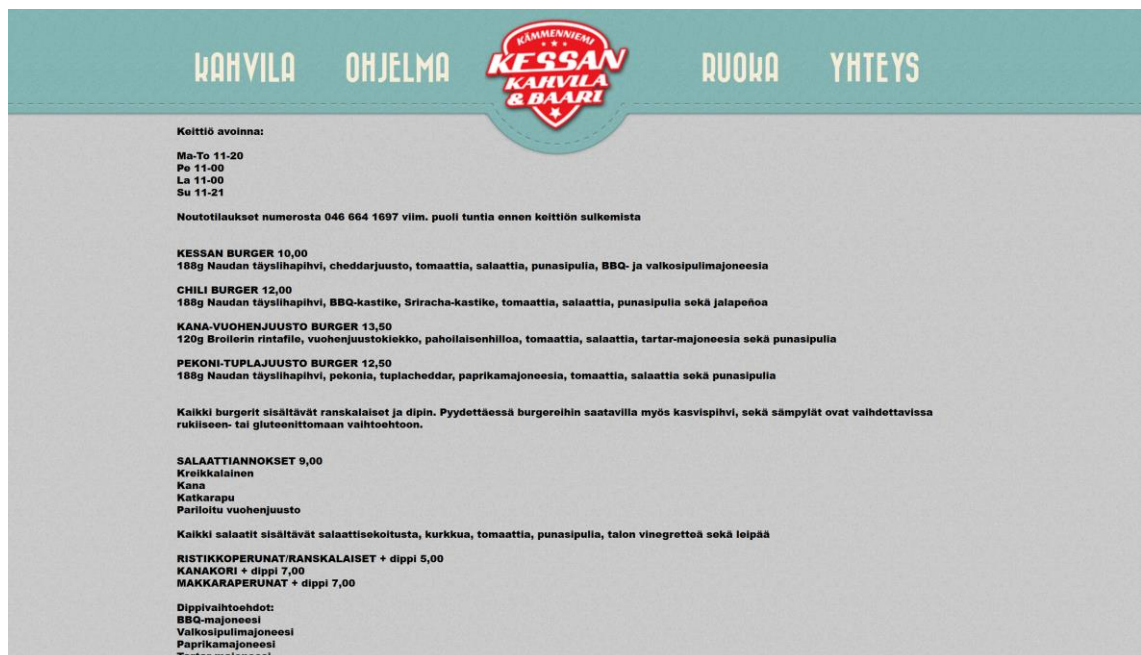 KAHVILA
OHJELMA
KÄMMENNIEMI
KESSAN
KAHVILA
& BAARI
RUOKA
YHTEYS
Keittiö avoinna:
Ma-To 11-20
Pe 11-00
La 11-00
Su 11-21
Noutotilaukset numerosta 046 664 1697 viim. puoli tuntia ennen keittiön sulkemista
KESSAN BURGER 10,00
188g Naudan täyslihapihvi, cheddarjuusto, tomaattia, salaattia, punasipulia, BBQ- ja valkosipulimajoneesia
CHILI BURGER 12,00
188g Naudan täyslihapihvi, BBQ-kastike, Sriracha-kastike, tomaattia, salaattia, punasipulia sekä jalapeñoa
KANA-VUOHENJUUSTO BURGER 13,50
120g Broilerin rintafile, vuohenjuustokiekko, pahoilaisenhilloa, tomaattia, salaattia, tartar-majoneesia sekä punasipulia
PEKONI-TUPLAJUUSTO BURGER 12,50
188g Naudan täyslihapihvi, pekonia, tuplacheddar, paprikamajoneesia, tomaattia, salaattia sekä punasipulia
Kaikki burgerit sisältävät ranskalaiset ja dipin. Pyydettäessä burgereihin saatavilla myös kasvispihvi, sekä sämpylät ovat vaihdettavissa
rukiiseen- tai gluteenittomaan vaihtoehtoon.
SALAATTIANNOKSET 9,00
Kreikkalainen
Kana
Katkarapu
Pariloitu vuohenjuusto
Kaikki salaatit sisältävät salaattisekoitusta, kurkkua, tomaattia, punasipulia, talon vinegretteä sekä leipää
RISTIKKOPERUNAT/RANSKALAISET + dippi 5,00
KANAKORI + dippi 7,00
MAKKARAPERUNAT + dippi 7,00
Dippivaihtoehdot:
BBQ-majoneesi
Valkosipulimajoneesi
Paprikamajoneesi
Tartar-majoneesi